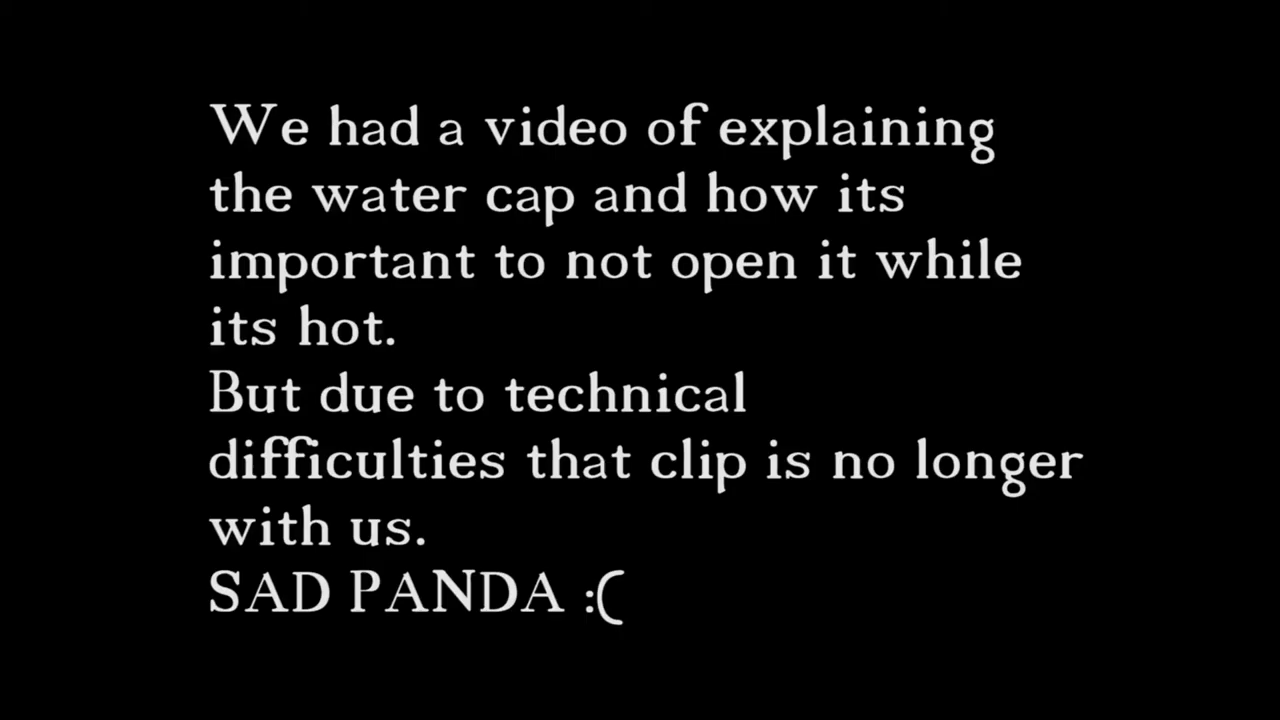 We had a video of explaining
the water cap and how its
important to not open it while
its hot.
But due to technical
difficulties that clip is no longer
with us.
SAD PANDA :(